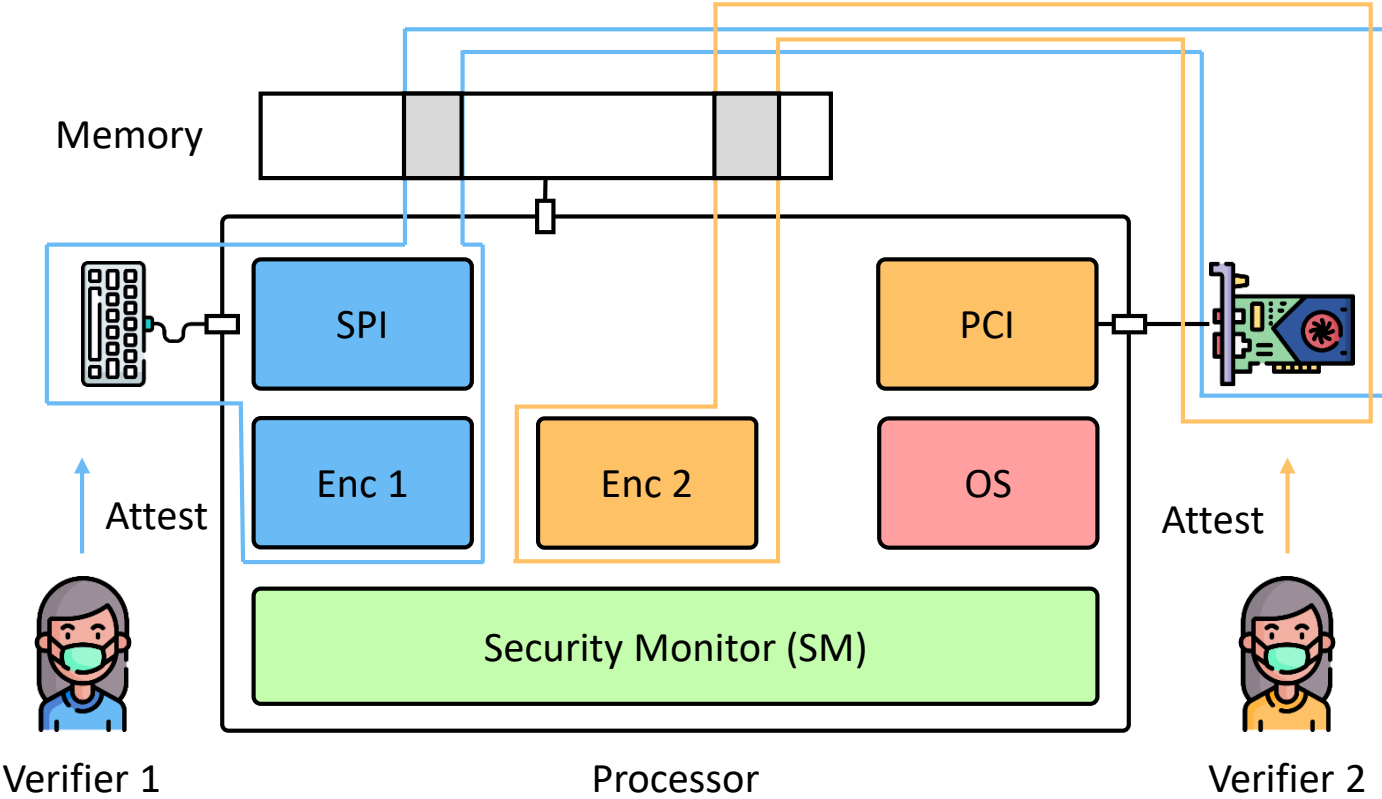 Memory
SPI
PCI
Enc 1
Enc 2
OS
Attest
Attest
Security Monitor (SM)
Verifier 1
Processor
Verifier 2